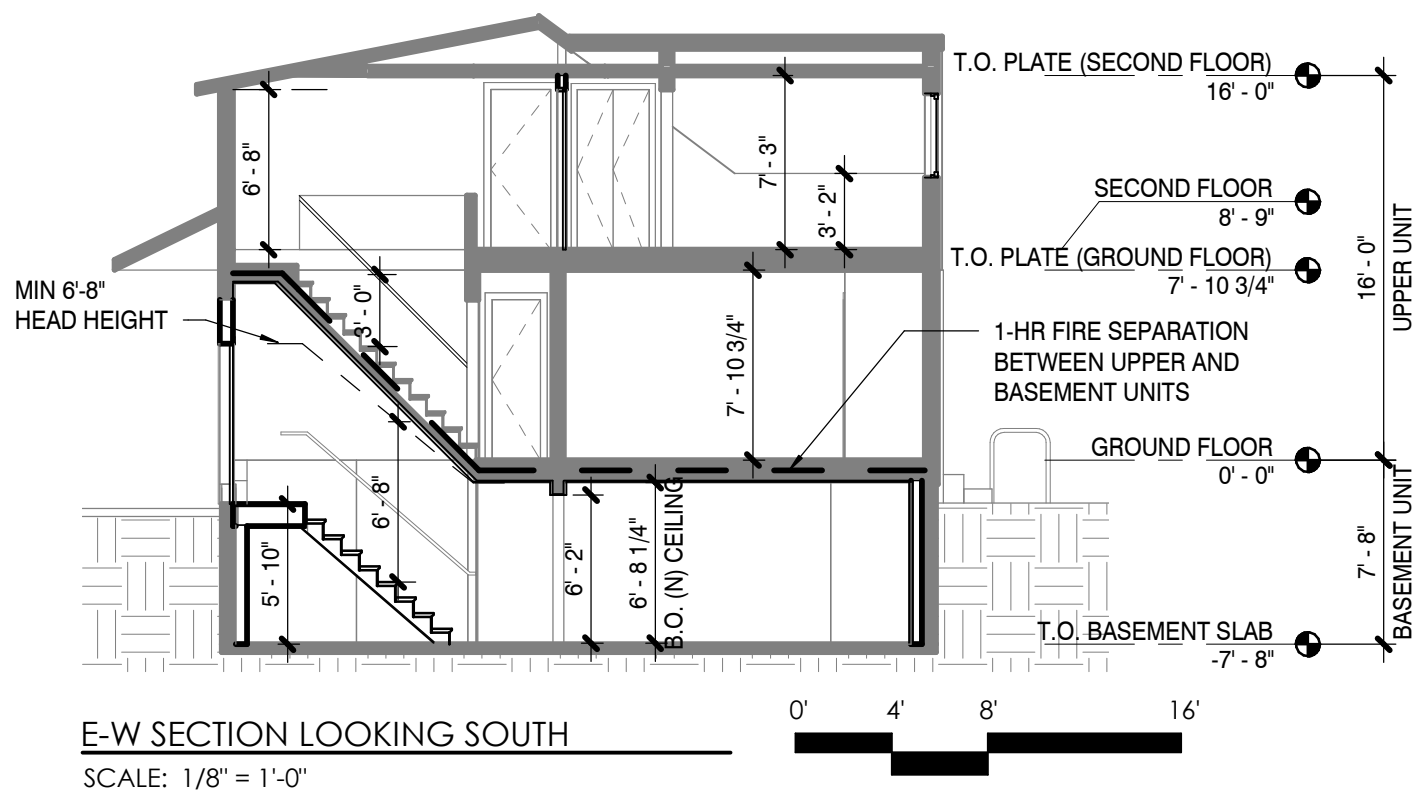 T.O. PLATE (SECOND FLOOR)
16' - 0"
6' - 8"
7' - 3"
3' - 2"
SECOND FLOOR
8' - 9"
T.O. PLATE (GROUND FLOOR)
7' - 10 3/4"
16' - 0"
UPPER UNIT
MIN 6'-8"
HEAD HEIGHT
3' - 0"
7' - 10 3/4"
1-HR FIRE SEPARATION
BETWEEN UPPER AND
BASEMENT UNITS
GROUND FLOOR
0' - 0"
6' - 8"
5' - 10"
6' - 2"
6' - 8 1/4"
B.O. (N) CEILING
7' - 8"
BASEMENT UNIT
T.O. BASEMENT SLAB
-7' - 8"
E-W SECTION LOOKING SOUTH
SCALE: 1/8" = 1'-0"
0' 4' 8' 16'